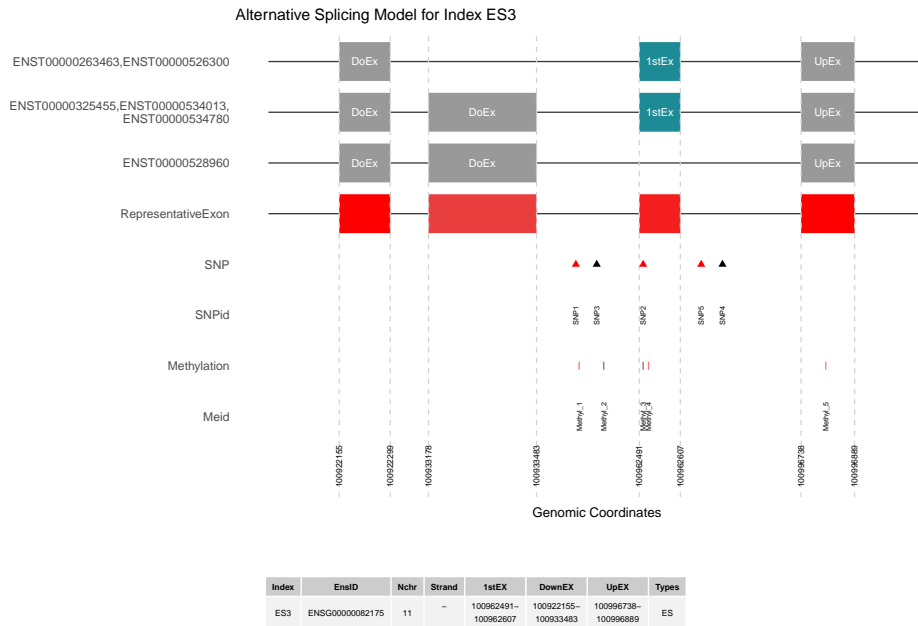 Alternative Splicing Model for Index ES3
ENST00000263463,ENST00000526300
DoEx 1stEx UpEx
ENST00000325455,ENST00000534013,
ENST00000534780
DoEx DoEx 1stEx UpEx
ENST00000528960
DoEx DoEx UpEx
RepresentativeExon
SNP
SNPid
SNP1 SNP3 SNP2 SNP5 SNP4
Methylation
Meid
Methyl_1 Methyl_2 Methyl_3 Methyl_4 Methyl_5
100922155 100922299 100933178 100933483 100962491 100962607 100996738 100996889
Genomic Coordinates
Index EnsID Nchr Strand 1stEX DownEX UpEX Types
ES3 ENSG00000082175 11 – 100962491– 100922155– 100996738– ES
100962607 100933483 100996889